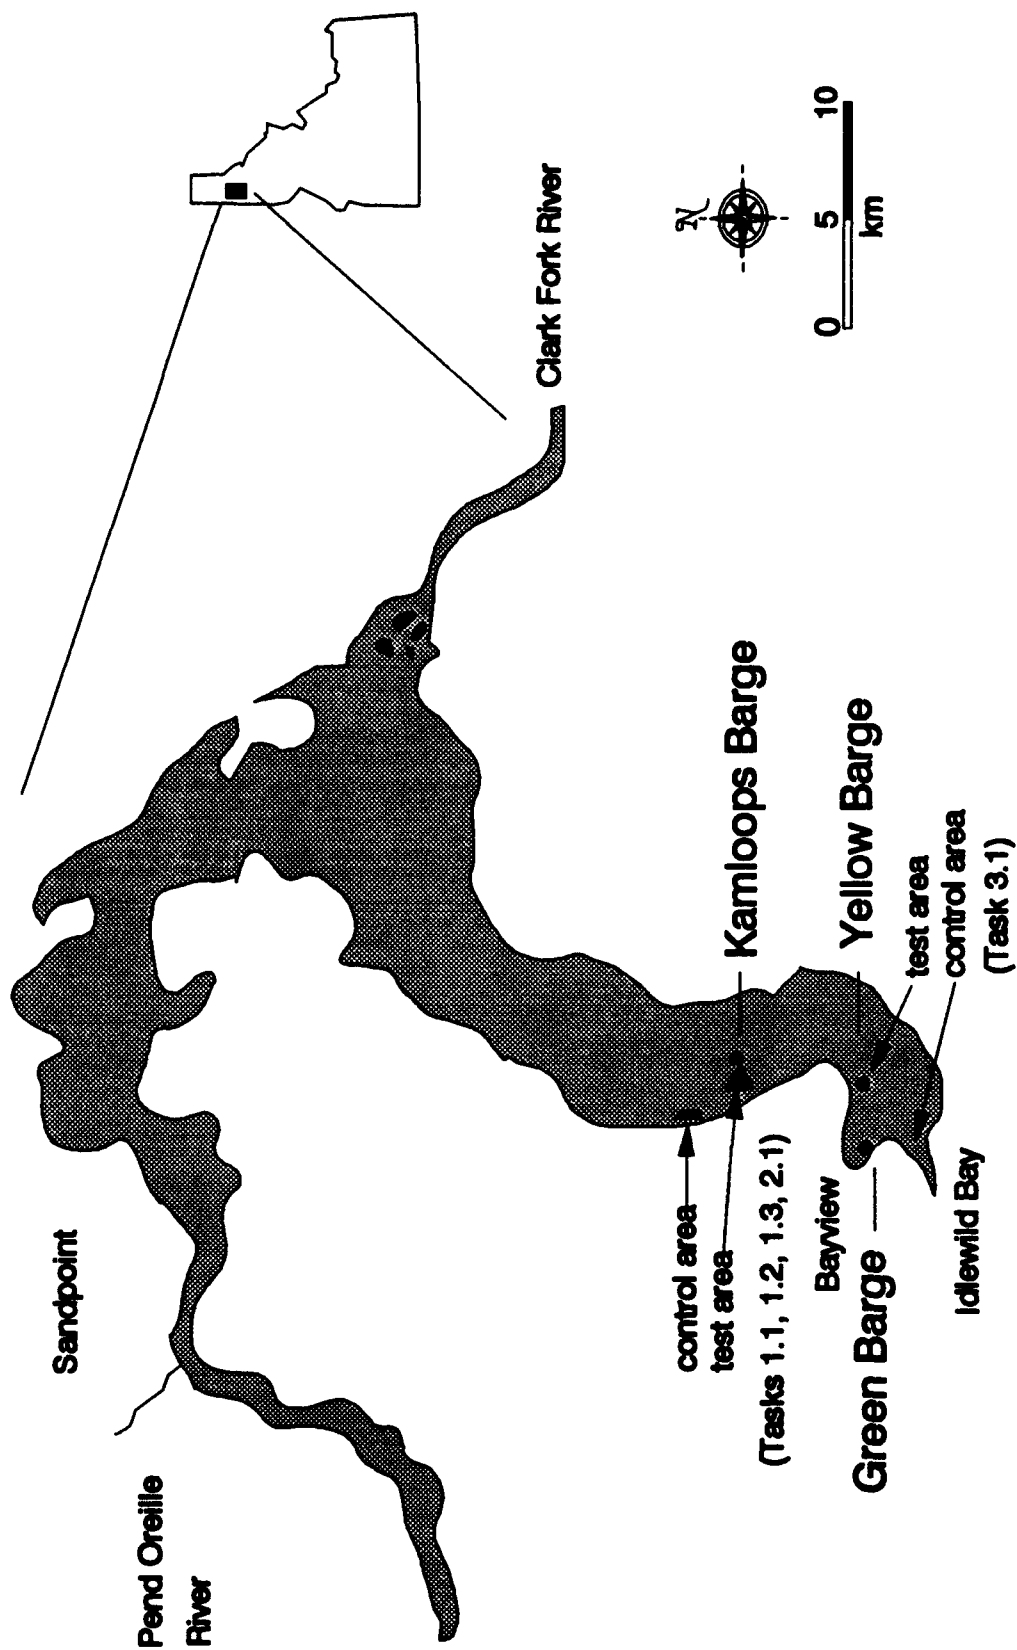 Sandpoint
Pend Oreille
River
Clark Fork River
N
0 5 10
km
control area
test area
(Tasks 1.1, 1.2, 1.3, 2.1)
Kamloops Barge
Bayview
Green Barge
Yellow Barge
test area
control area
(Task 3.1)
Idlewild Bay